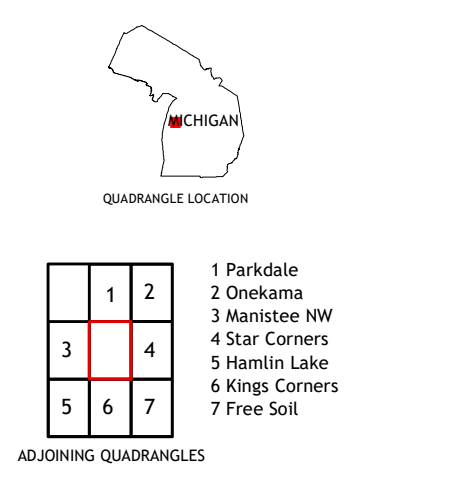 MICHIGAN
QUADRANGLE LOCATION
1
2
3
4
5
6
7
ADJOINING QUADRANGLES
1 Parkdale
2 Onekama
3 Manistee NW
4 Star Corners
5 Hamlin Lake
6 Kings Corners
7 Free Soil